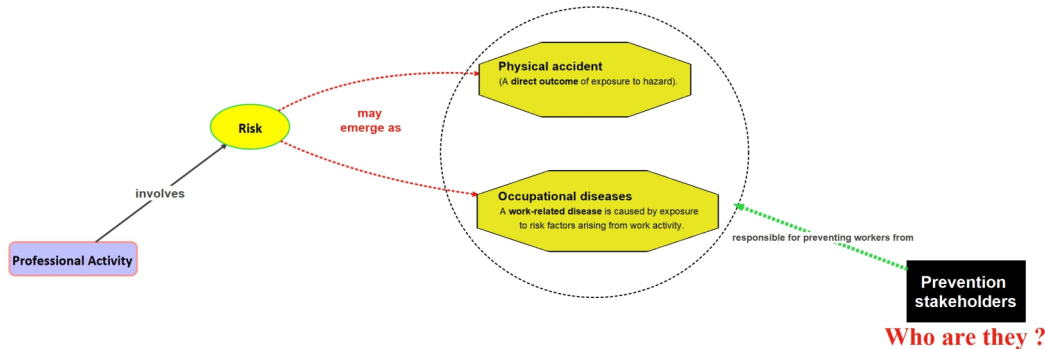 Physical accident
(A direct outcome of exposure to hazard).
may
emerge as
Risk
involves
Occupational diseases
A work-related disease is caused by exposure
to risk factors arising from work activity.
responsible for preventing workers from
Professional Activity
Prevention
stakeholders
Who are they ?